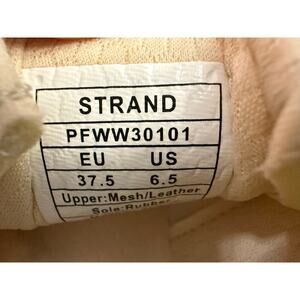 STRAND
PFWW30101
EU US
37.5 6.5
Upper:Mesh/Leather
Sole:Rubber